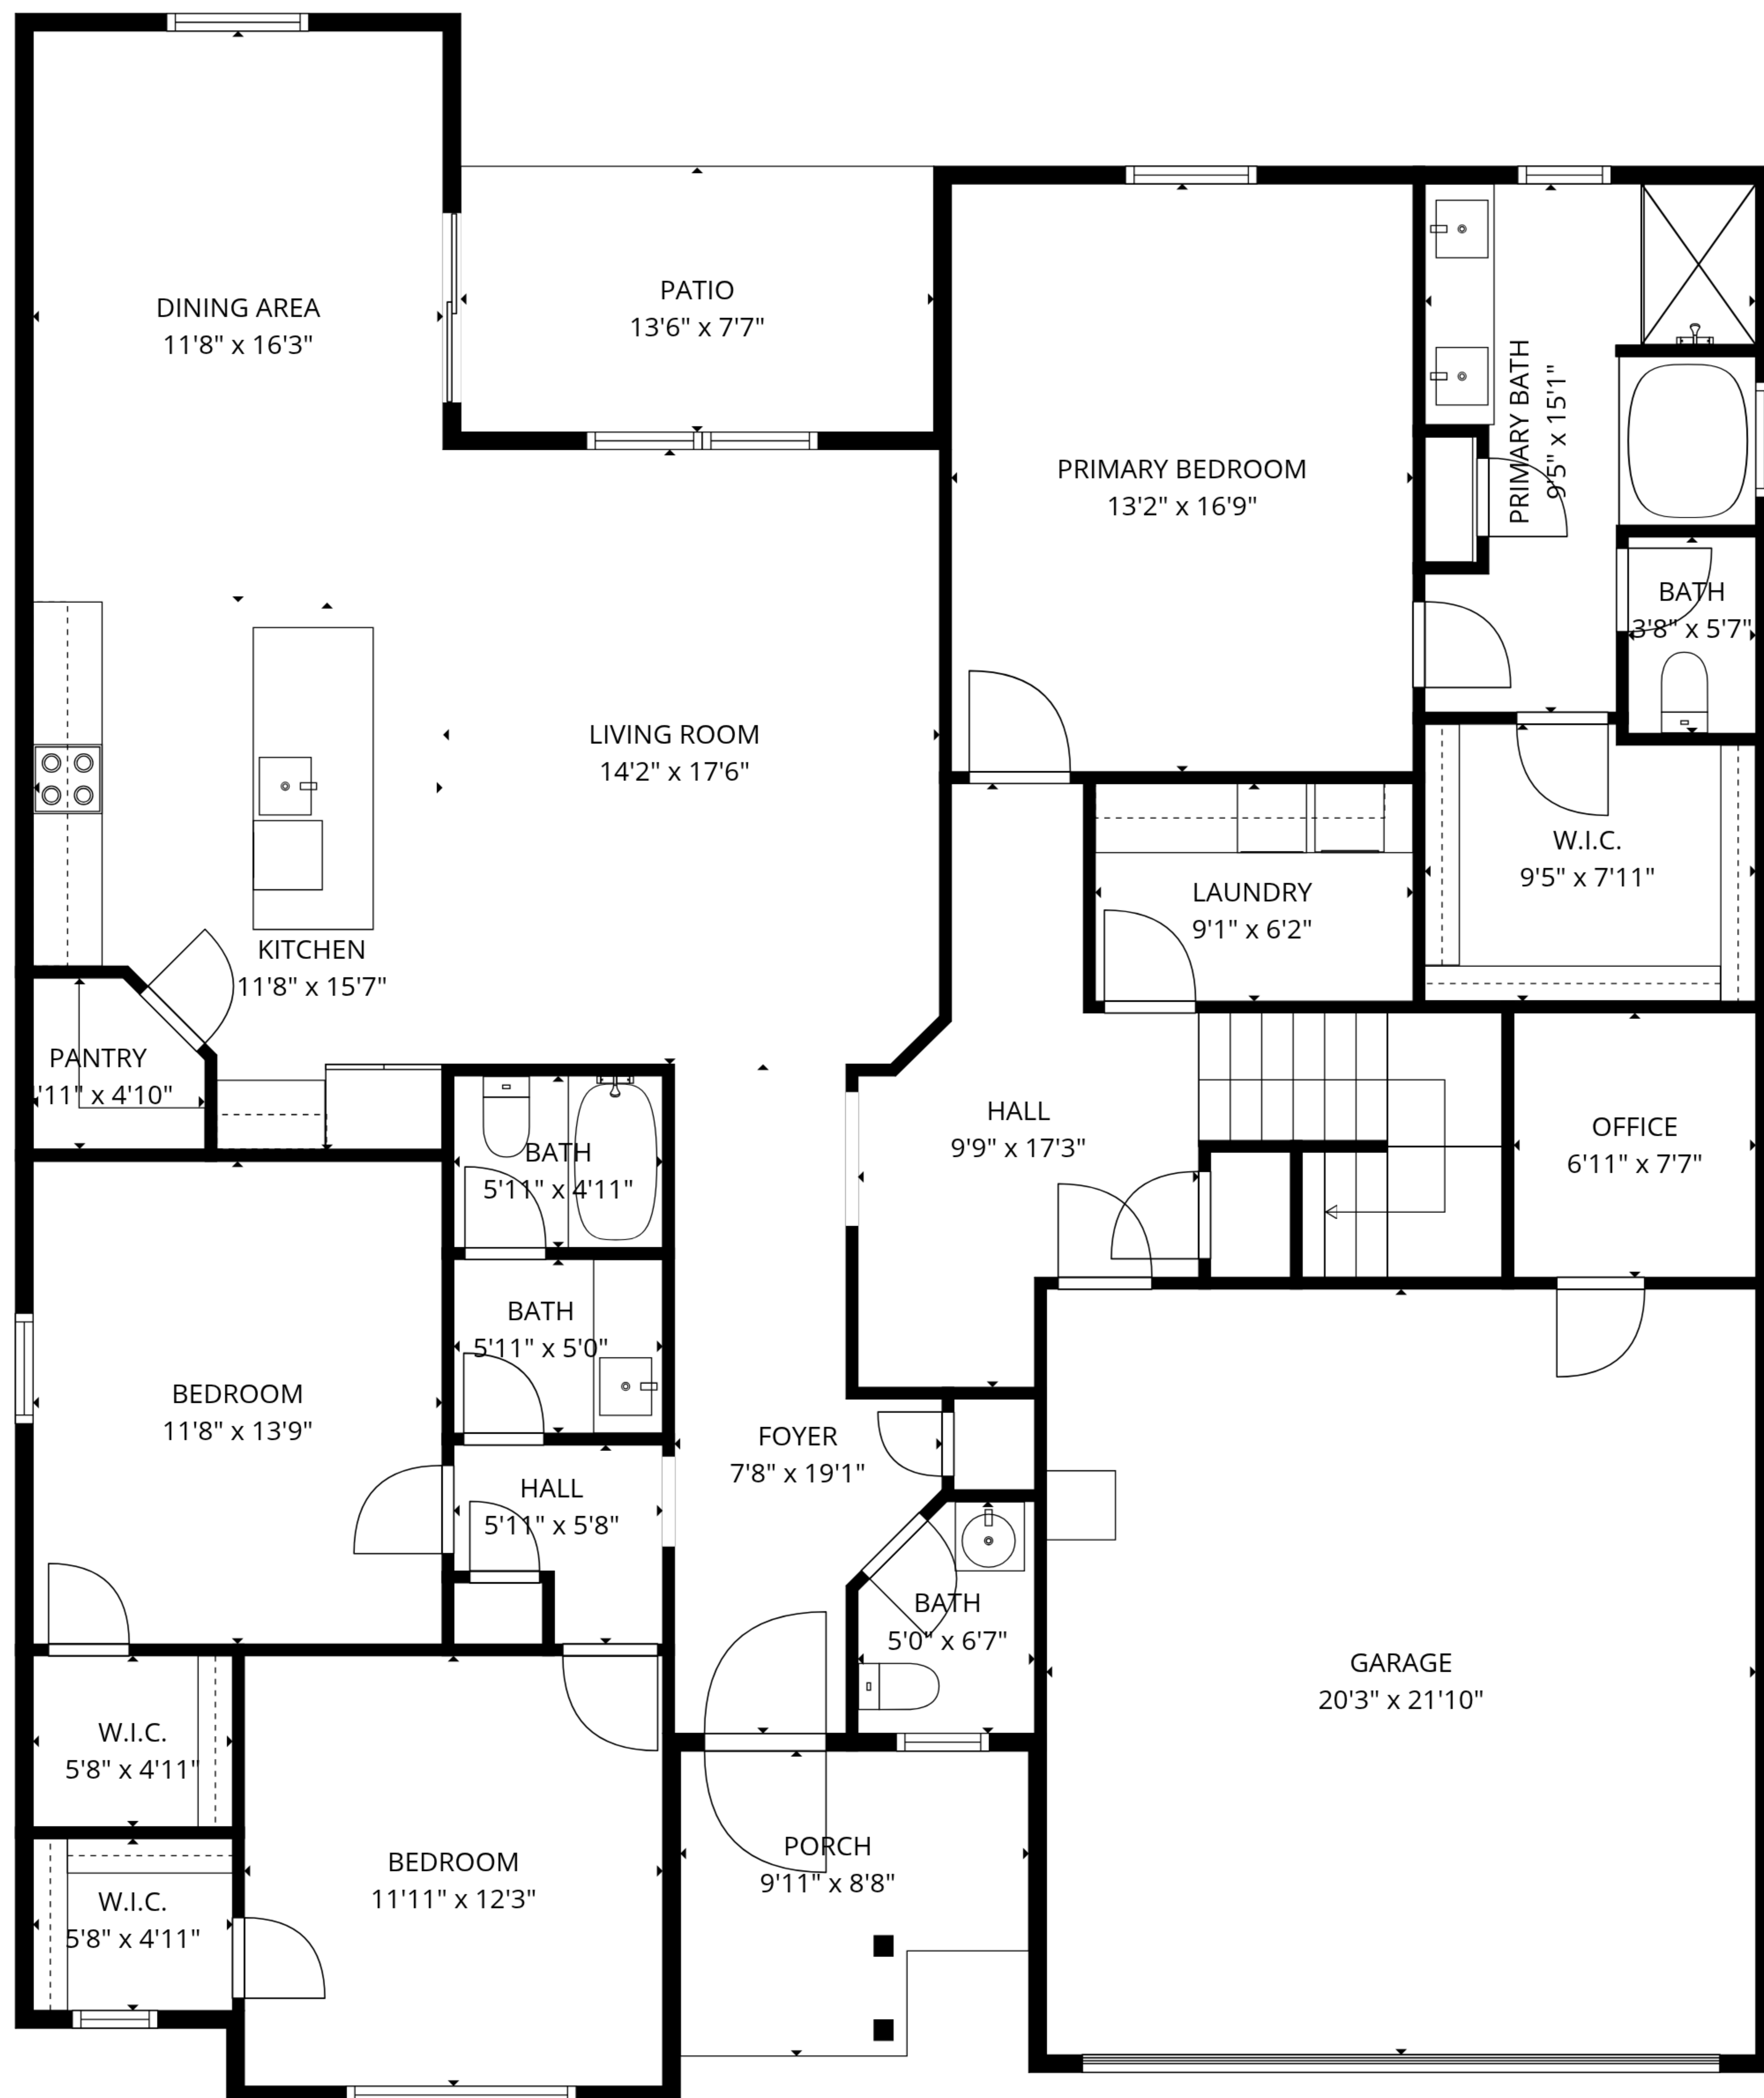 DINING AREA
11'8" x 16'3"
PATIO
13'6" x 7'7"
PRIMARY BEDROOM
13'2" x 16'9"
PRIMARY BATH
9'5" x 15'1"
BATH
3'8" x 5'7"
LIVING ROOM
14'2" x 17'6"
W.I.C.
9'5" x 7'11"
LAUNDRY
9'1" x 6'2"
KITCHEN
11'8" x 15'7"
PANTRY
'11" x 4'10"
HALL
9'9" x 17'3"
OFFICE
6'11" x 7'7"
BATH
5'11" x 4'11"
BATH
5'11" x 5'0"
BEDROOM
11'8" x 13'9"
FOYER
7'8" x 19'1"
HALL
5'11" x 5'8"
BATH
5'0" x 6'7"
GARAGE
20'3" x 21'10"
W.I.C.
5'8" x 4'11"
PORCH
9'11" x 8'8"
BEDROOM
11'11" x 12'3"
W.I.C.
5'8" x 4'11"